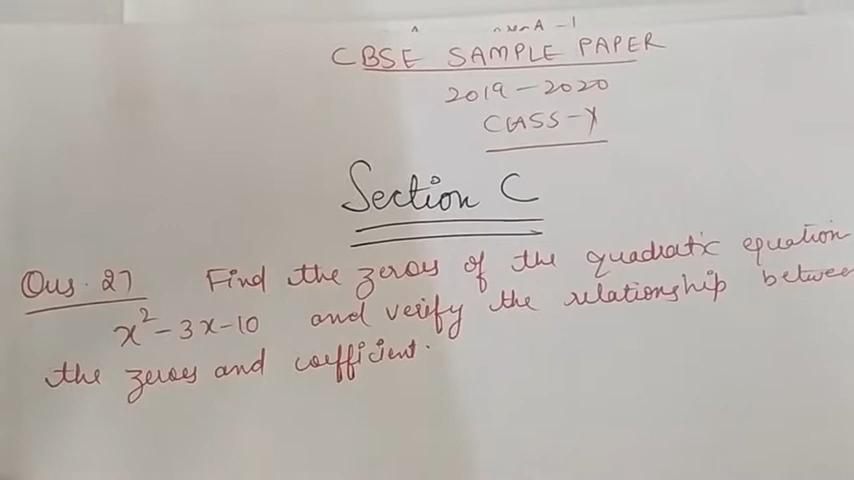 CBSE SAMPLE PAPER
2019-2020
CLASS-X
Section C
Qus. 27 Find the zeroes of the quadratic equation
x²-3x-10 and verify the relationship between
the zeroes and coefficient.